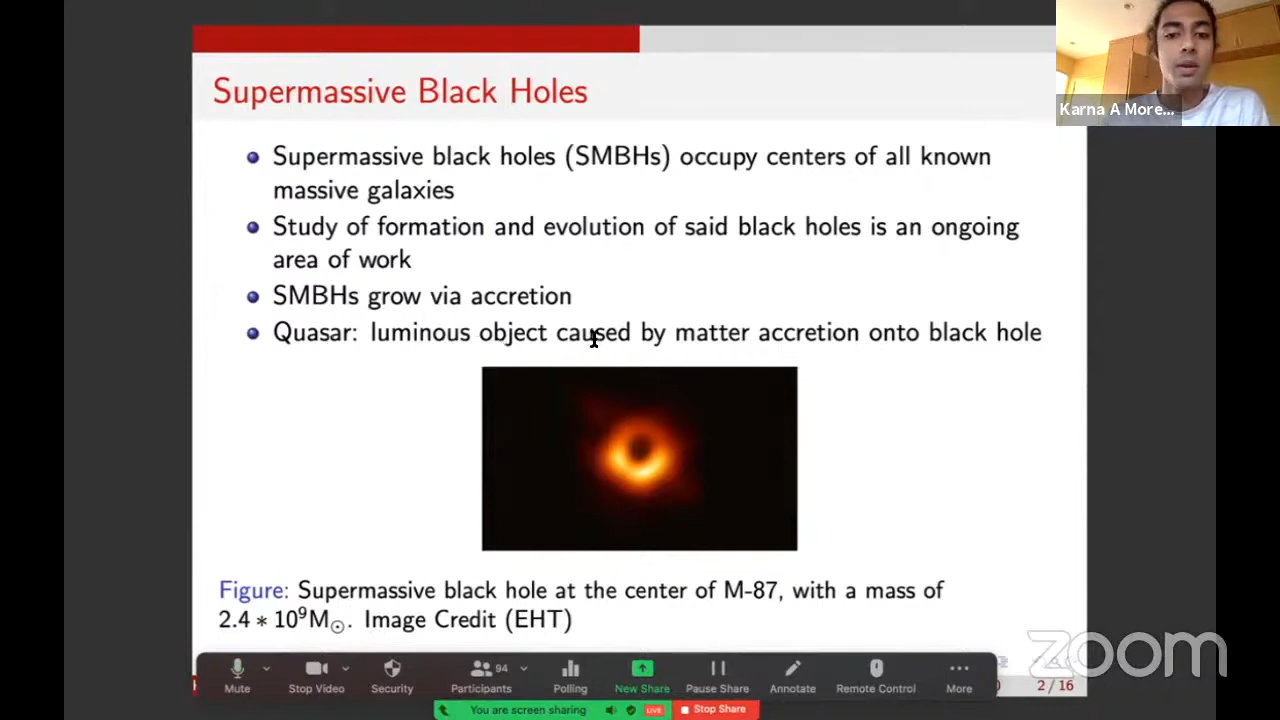 Supermassive Black Holes
Karna A More...
Supermassive black holes (SMBHs) occupy centers of all known
massive galaxies
Study of formation and evolution of said black holes is an ongoing
area of work
SMBHs grow via accretion
Quasar: luminous object caused by matter accretion onto black hole
Figure: Supermassive black hole at the center of M-87, with a mass of
2.4 * 10⁹M⊙. Image Credit (EHT)
zoom
94
Mute Stop Video Security Participants Polling New Share Pause Share Annotate Remote Control More
2 / 16
You are screen sharing LIVE Stop Share